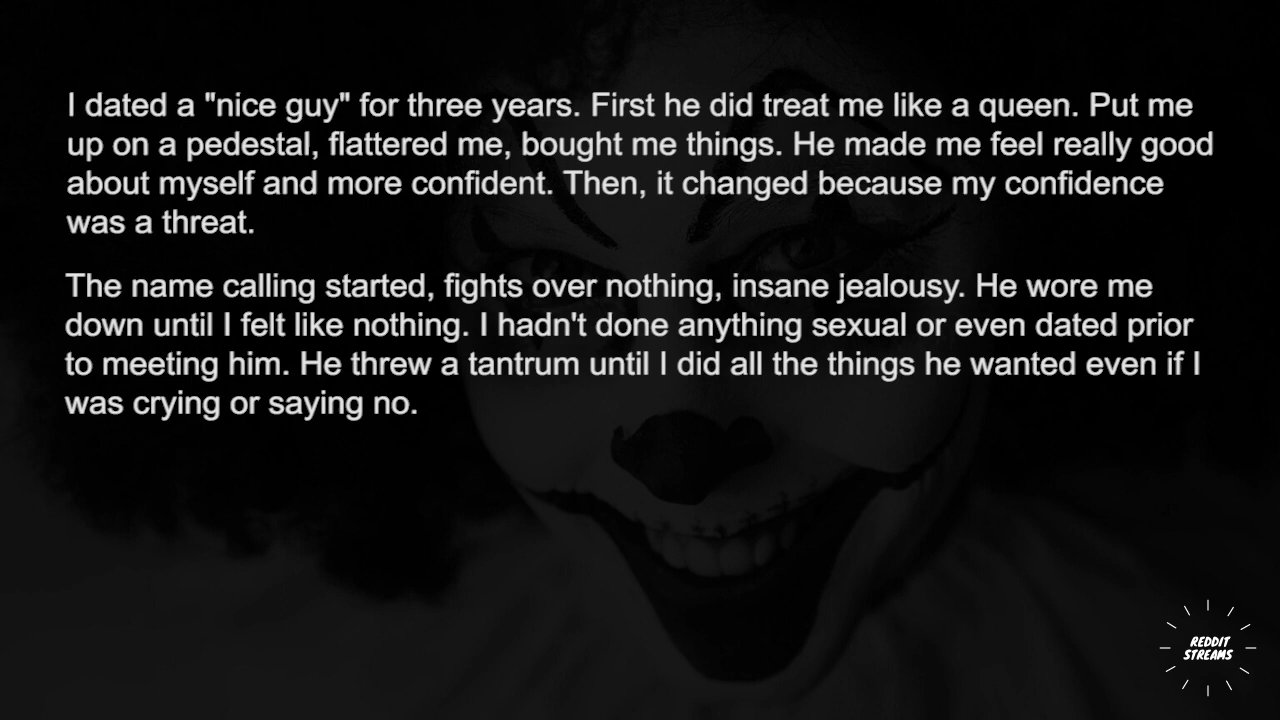 I dated a "nice guy" for three years. First he did treat me like a queen. Put me
up on a pedestal, flattered me, bought me things. He made me feel really good
about myself and more confident. Then, it changed because my confidence
was a threat.
The name calling started, fights over nothing, insane jealousy. He wore me
down until I felt like nothing. I hadn't done anything sexual or even dated prior
to meeting him. He threw a tantrum until I did all the things he wanted even if I
was crying or saying no.
REDDIT
STREAMS